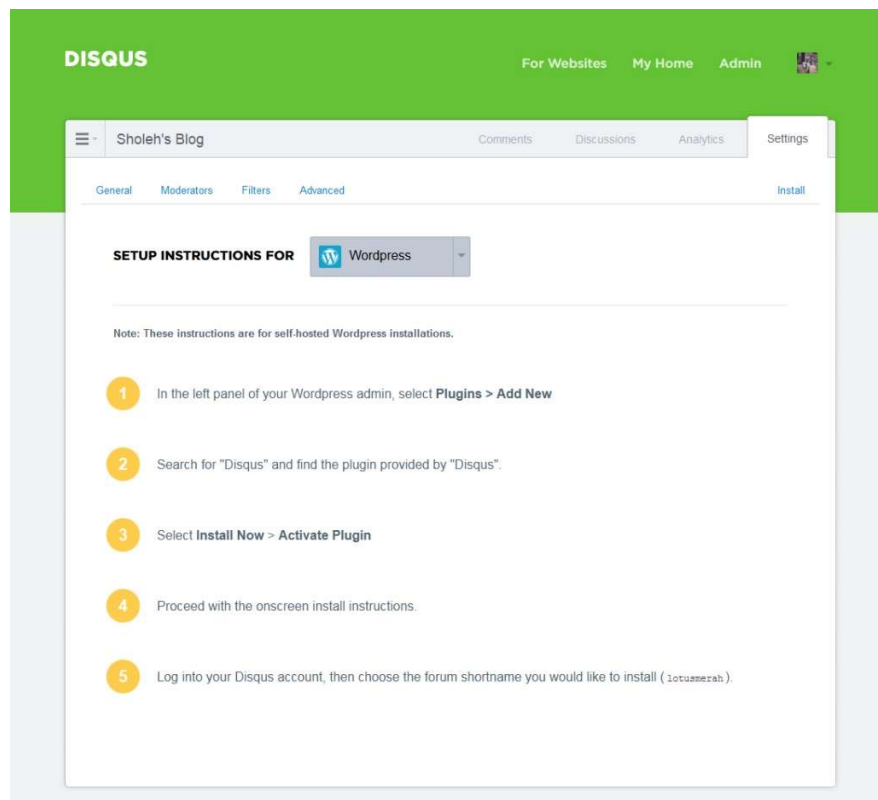 DISQUS
For Websites My Home Admin
Sholeh's Blog Comments Discussions Analytics Settings
General Moderators Filters Advanced Install
SETUP INSTRUCTIONS FOR Wordpress
Note: These instructions are for self-hosted Wordpress installations.
1 In the left panel of your Wordpress admin, select Plugins > Add New
2 Search for "Disqus" and find the plugin provided by "Disqus".
3 Select Install Now > Activate Plugin
4 Proceed with the onscreen install instructions.
5 Log into your Disqus account, then choose the forum shortname you would like to install (lotusmerah).